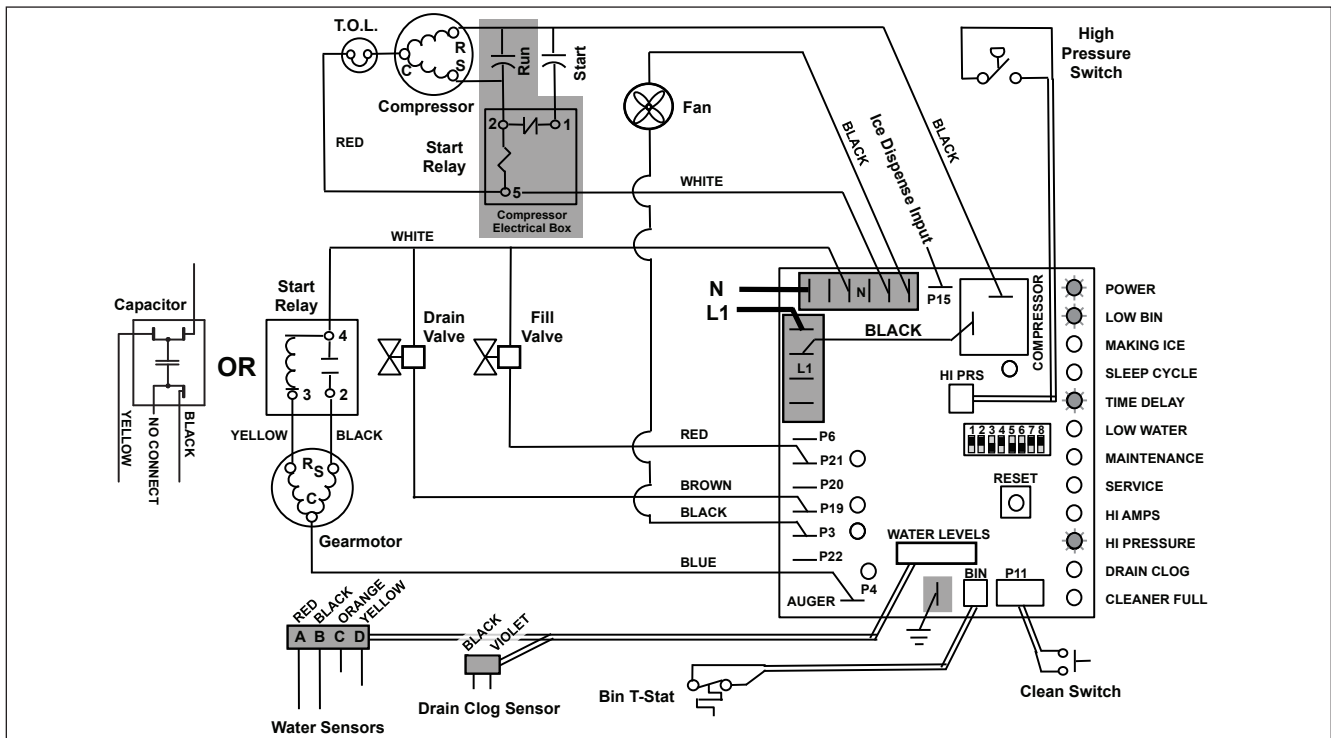 T.O.L.
R
S
C
Compressor
Run
Start
2
1
5
Start
Relay
Compressor
Electrical Box
RED
Fan
WHITE
BLACK
Ice Dispense Input
BLACK
High
Pressure
Switch
WHITE
Capacitor
YELLOW
NO CONNECT
BLACK
OR
Start
Relay
4
3
2
YELLOW
BLACK
R
S
C
Gearmotor
Drain
Valve
Fill
Valve
N
L1
N
P15
BLACK
L1
COMPRESSOR
HI PRS
1 2 3 4 5 6 7 8
RESET
RED
BROWN
BLACK
BLUE
P6
P21
P20
P19
P3
P22
P4
AUGER
WATER LEVELS
BIN
P11
POWER
LOW BIN
MAKING ICE
SLEEP CYCLE
TIME DELAY
LOW WATER
MAINTENANCE
SERVICE
HI AMPS
HI PRESSURE
DRAIN CLOG
CLEANER FULL
RED
BLACK
ORANGE
YELLOW
A B C D
Water Sensors
BLACK
VIOLET
Drain Clog Sensor
Bin T-Stat
Clean Switch